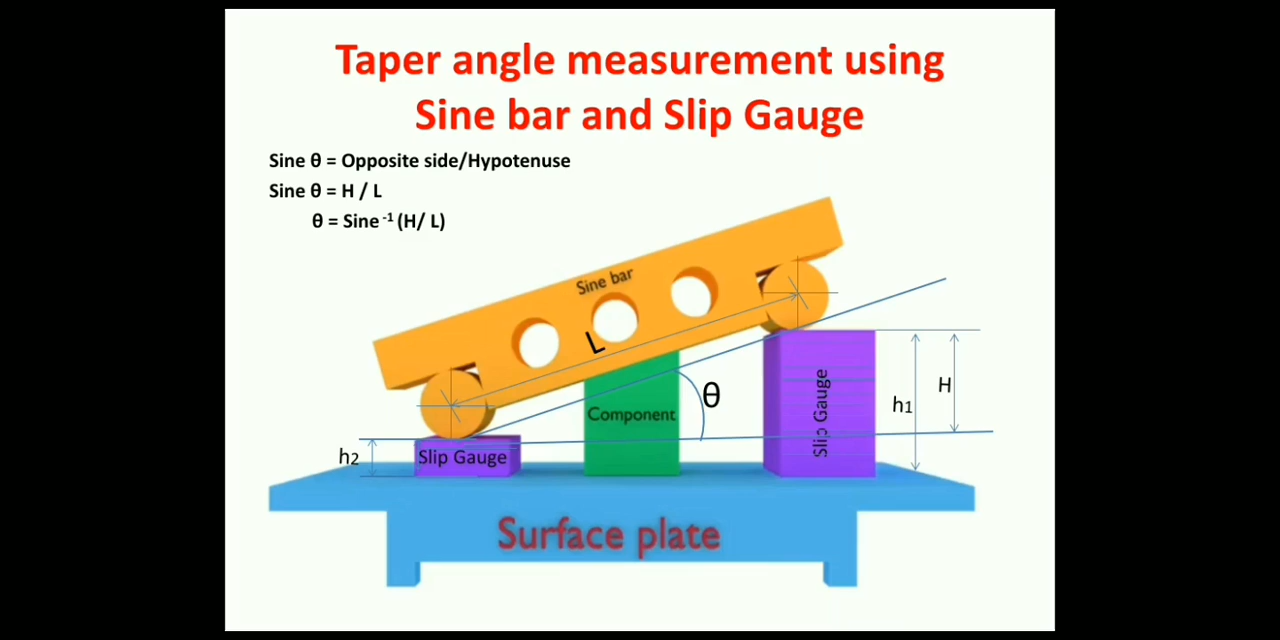 Taper angle measurement using
Sine bar and Slip Gauge
Sine θ = Opposite side/Hypotenuse
Sine θ = H / L
θ = Sine⁻¹ (H/ L)
Sine bar
L
θ
Component
Slip Gauge
h₁
H
h₂
Slip Gauge
Surface plate